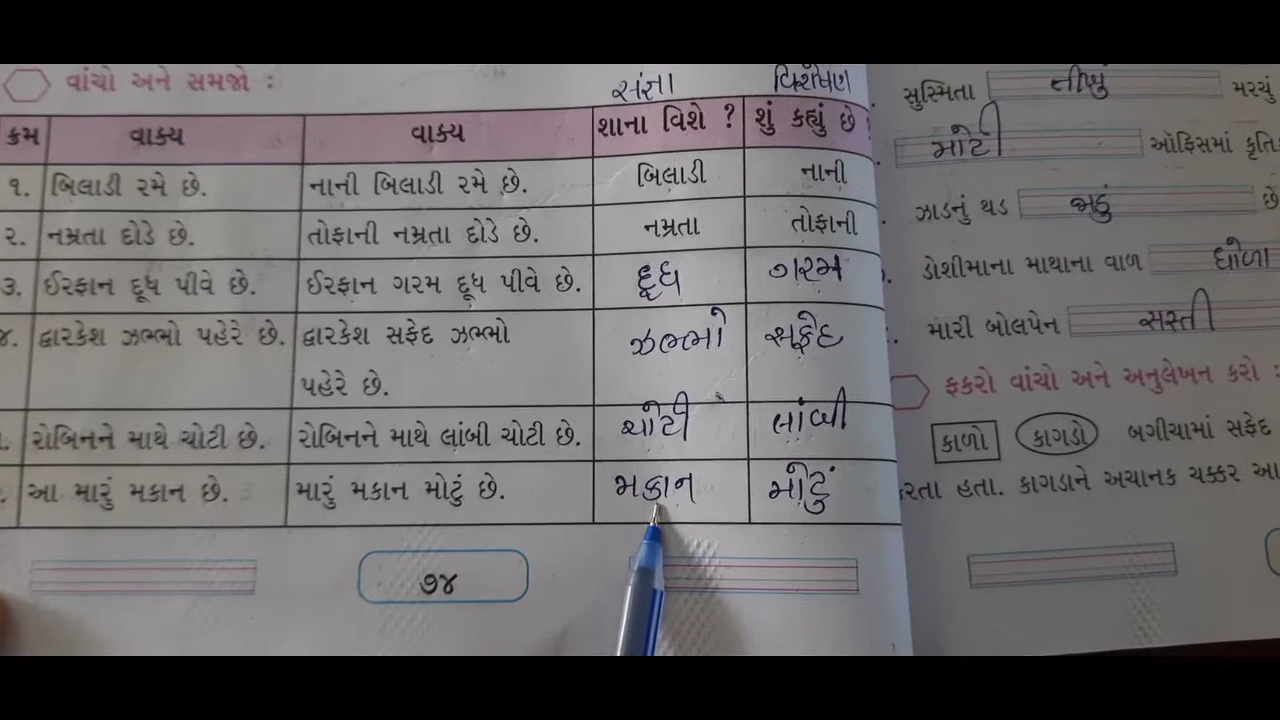 વાંચો અને સમજો :
સંજ્ઞા વિશેષણ
ક્રમ વાક્ય વાક્ય શાના વિશે ? શું કહ્યું છે
૧. બિલાડી રમે છે. નાની બિલાડી રમે છે. બિલાડી નાની
૨. નમ્રતા દોડે છે. તોફાની નમ્રતા દોડે છે. નમ્રતા તોફાની
૩. ઈરફાન દૂધ પીવે છે. ઈરફાન ગરમ દૂધ પીવે છે. દૂધ ગરમ
૪. દ્વારકેશ ઝભ્ભો પહેરે છે. દ્વારકેશ સફેદ ઝભ્ભો ઝભ્ભો સફેદ
પહેરે છે.
રોબિનને માથે ચોટી છે. રોબિનને માથે લાંબી ચોટી છે. ચોટી લાંબી
આ મારું મકાન છે. મારું મકાન મોટું છે. મકાન મોટું
૭૪
સુસ્મિતા તીખું મરચું
મોટી ઑફિસમાં
ઝાડનું થડ જાડું છે
ડોશીમાના માથાના વાળ ધોળા
મારી બોલપેન સસ્તી
ફકરો વાંચો અને અનુલેખન કરો :
કાળો કાગડો બગીચામાં સફેદ
કરતા હતા. કાગડાને અચાનક ચક્કર આ